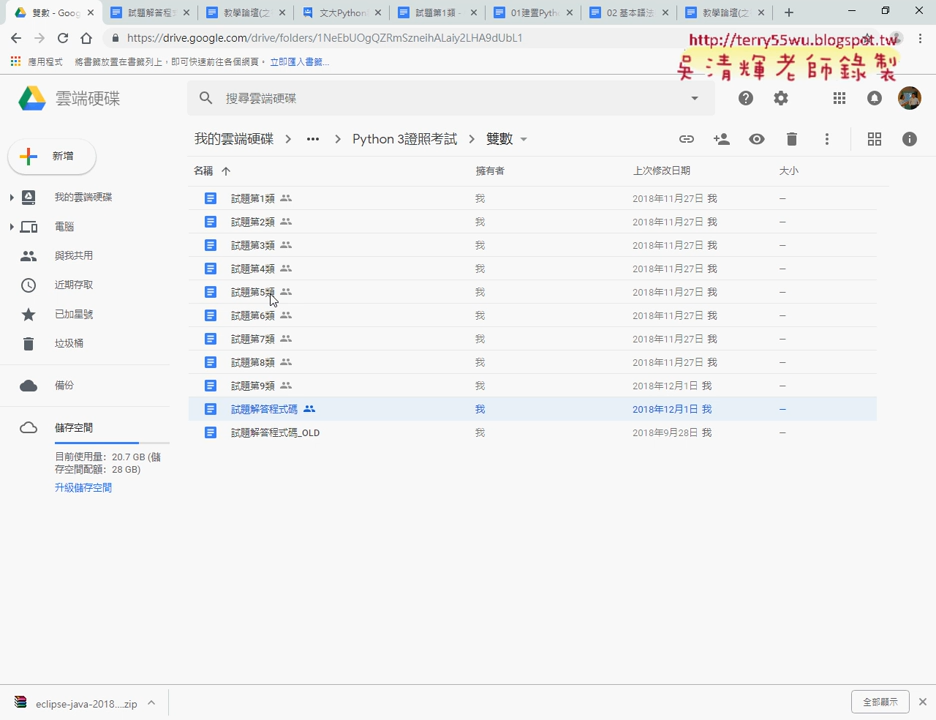 雙數 - Goog
試題解答程式
教學論壇(之
文大Python
試題第1類 -
01建置Pyth
02 基本語法
教學論壇(之
https://drive.google.com/drive/folders/1NeEbUOgQZRmSzneihALaiy2LHA9dUbL1
http://terry55wu.blogspot.tw
吳清輝老師錄製
應用程式
將書籤放置在書籤列上，即可快速前往各個網頁。
立即匯入書籤...
雲端硬碟
搜尋雲端硬碟
新增
我的雲端硬碟
電腦
與我共用
近期存取
已加星號
垃圾桶
備份
儲存空間
目前使用量：20.7 GB (儲
存空間配額：28 GB)
升級儲存空間
我的雲端硬碟 > ••• > Python 3證照考試 > 雙數
名稱 ↑ 擁有者 上次修改日期 大小
試題第1類 我 2018年11月27日 我 –
試題第2類 我 2018年11月27日 我 –
試題第3類 我 2018年11月27日 我 –
試題第4類 我 2018年11月27日 我 –
試題第5類 我 2018年11月27日 我 –
試題第6類 我 2018年11月27日 我 –
試題第7類 我 2018年11月27日 我 –
試題第8類 我 2018年11月27日 我 –
試題第9類 我 2018年12月1日 我 –
試題解答程式碼 我 2018年12月1日 我 –
試題解答程式碼_OLD 我 2018年9月28日 我 –
eclipse-java-2018....zip
全部顯示